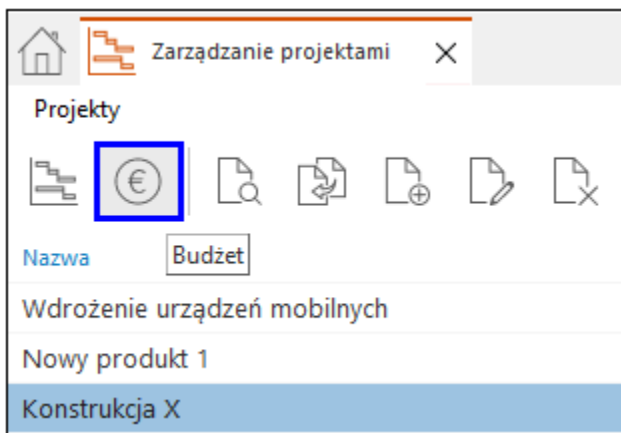 Zarządzanie projektami
Projekty
Nazwa
Budżet
Wdrożenie urządzeń mobilnych
Nowy produkt 1
Konstrukcja X